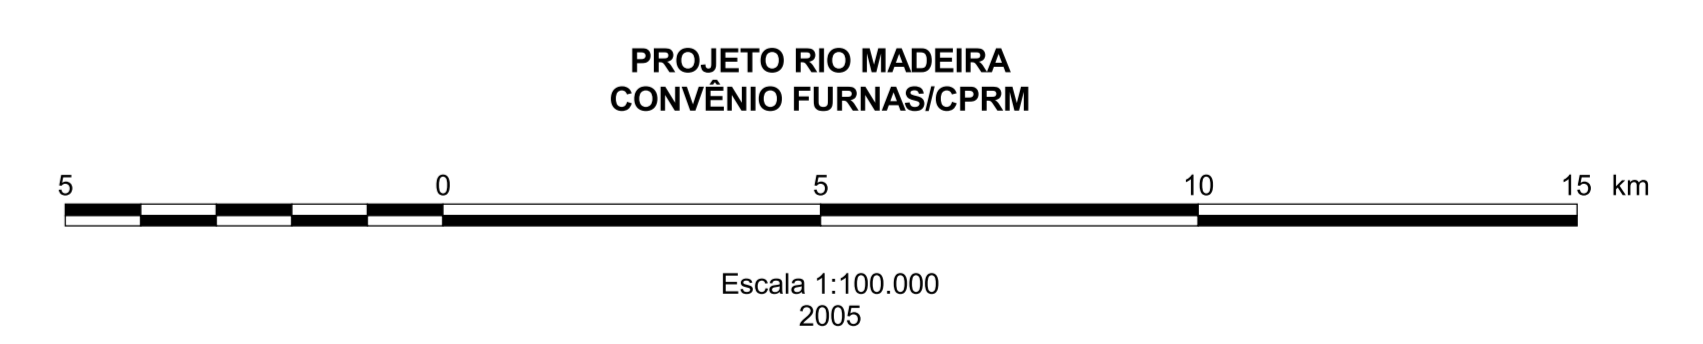 PROJETO RIO MADEIRA
CONVÊNIO FURNAS/CPRM
5 0 5 10 15 km
Escala 1:100.000
2005